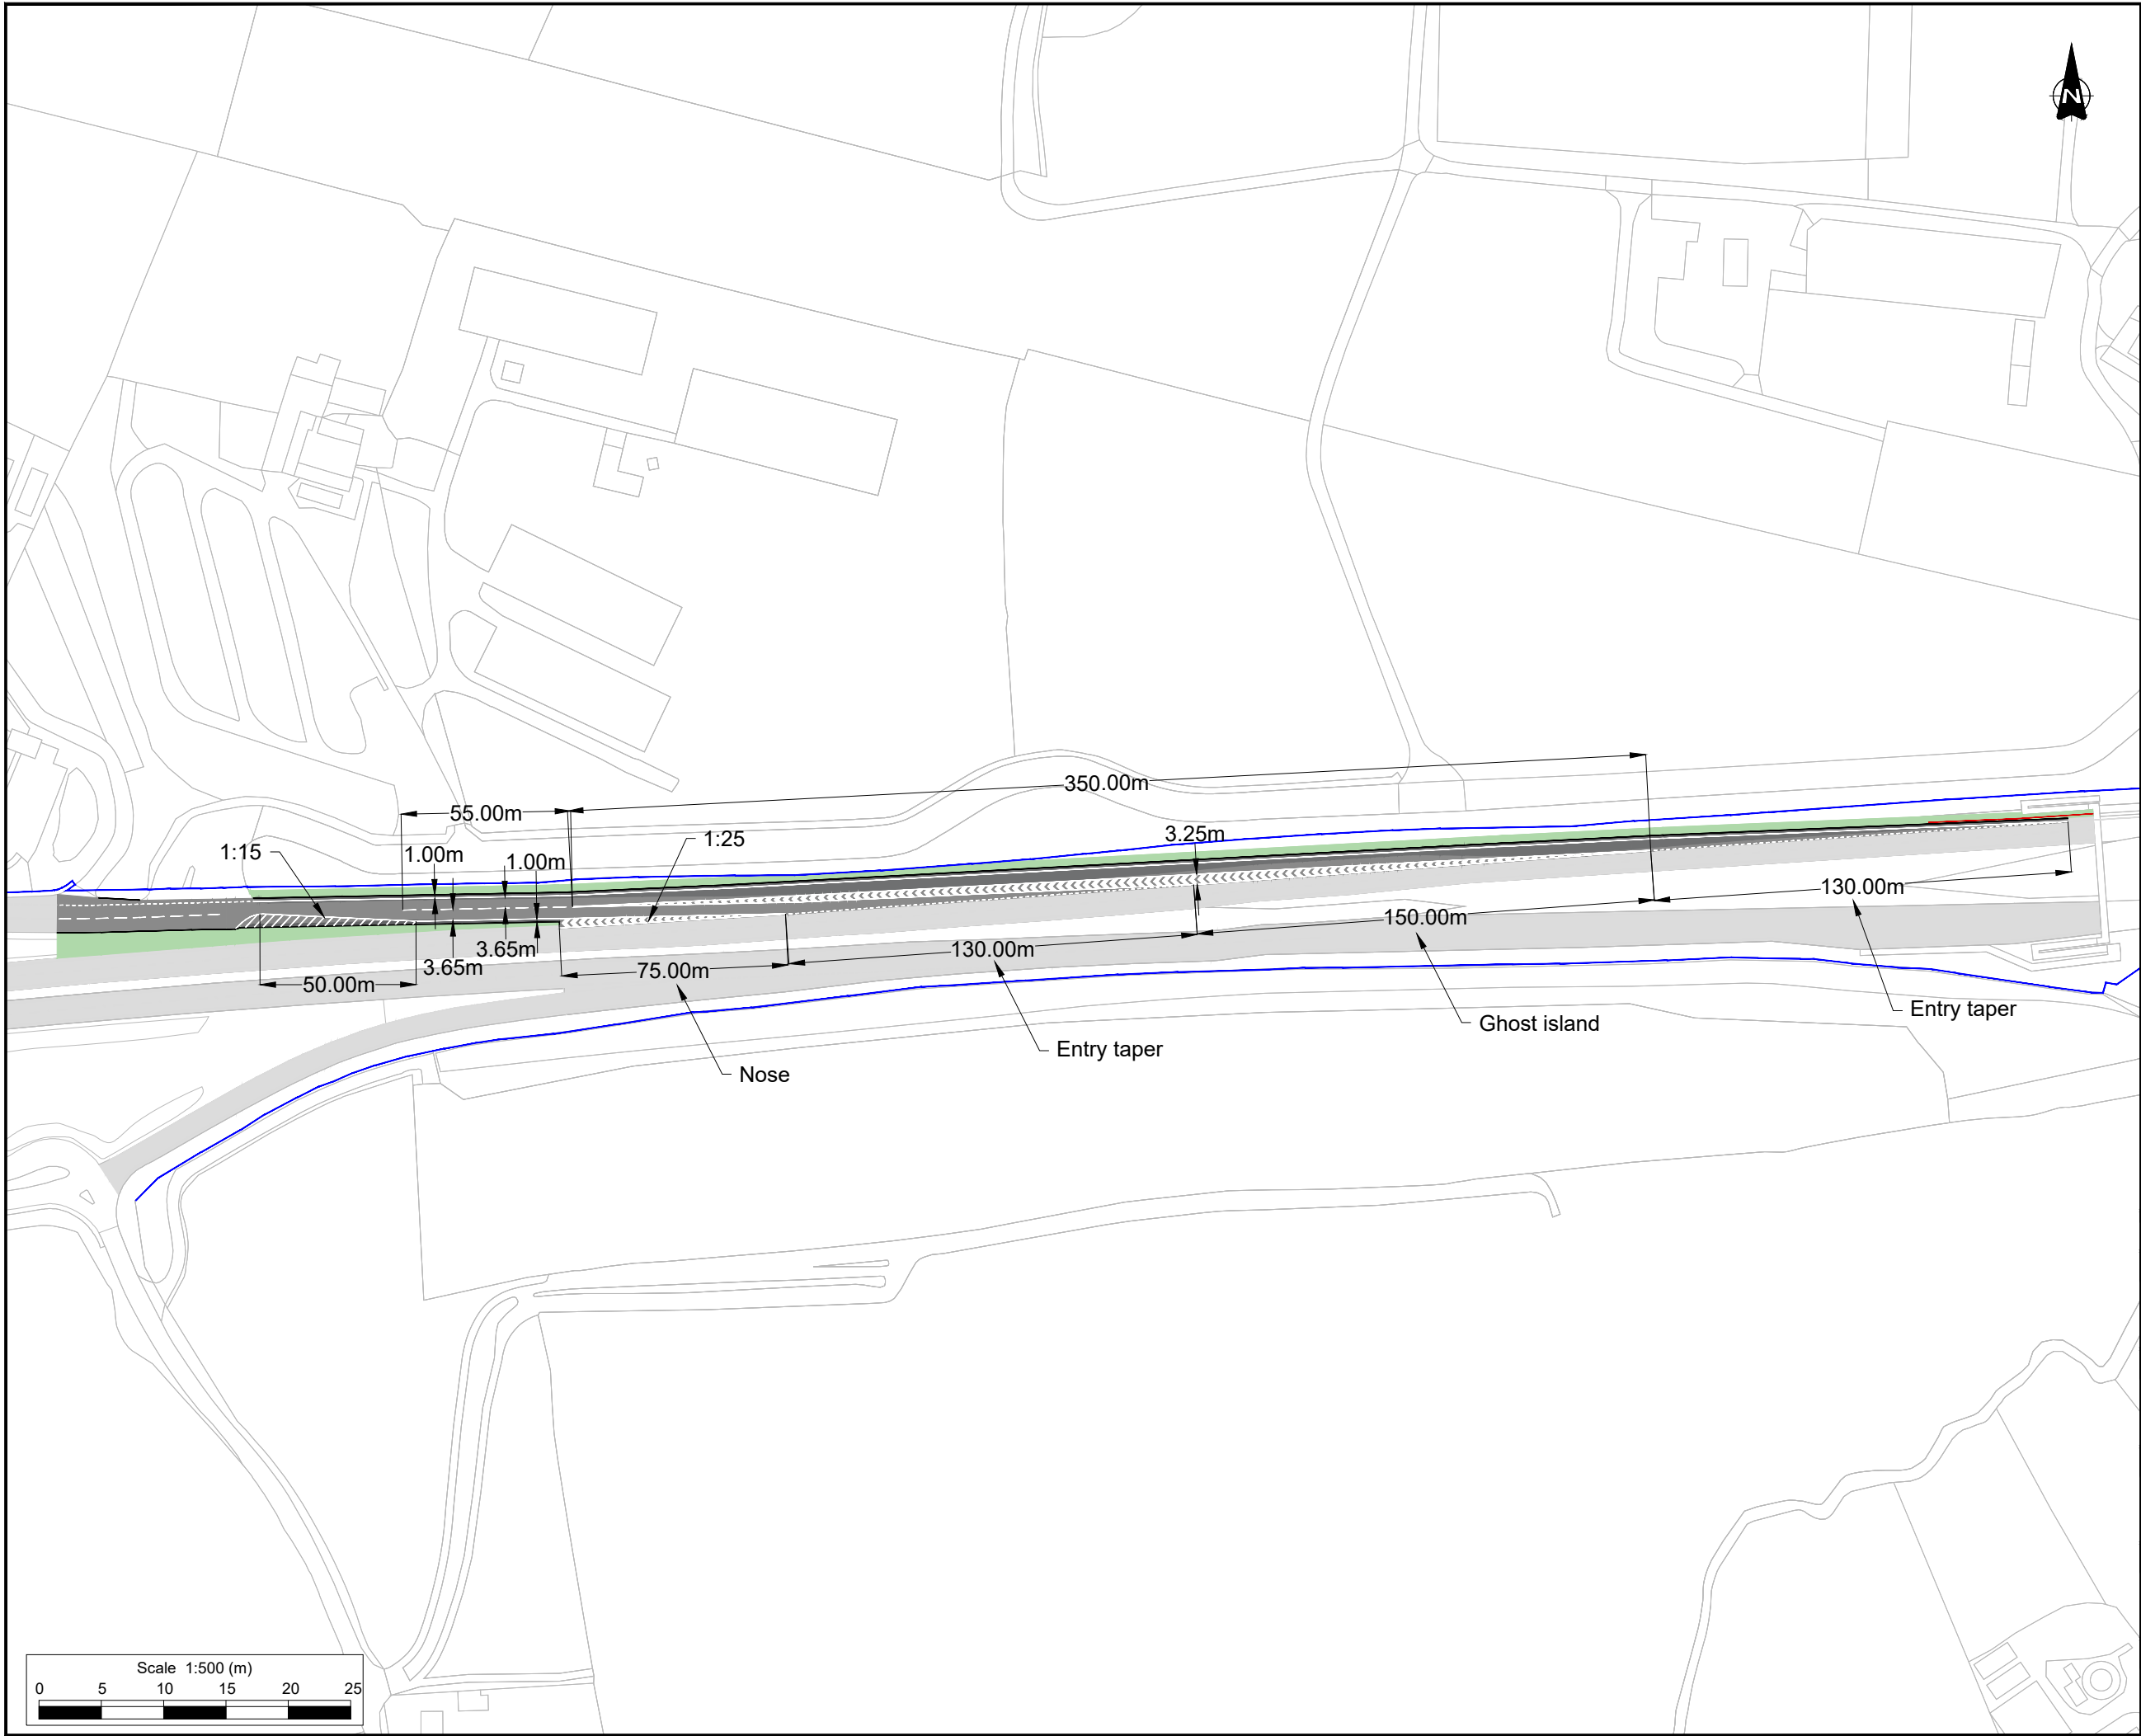 N
350.00m
55.00m
3.25m
1:25
1:15
1.00m
1.00m
130.00m
150.00m
130.00m
3.65m
3.65m
75.00m
50.00m
Entry taper
Ghost island
Entry taper
Nose
Scale 1:500 (m)
0 5 10 15 20 25